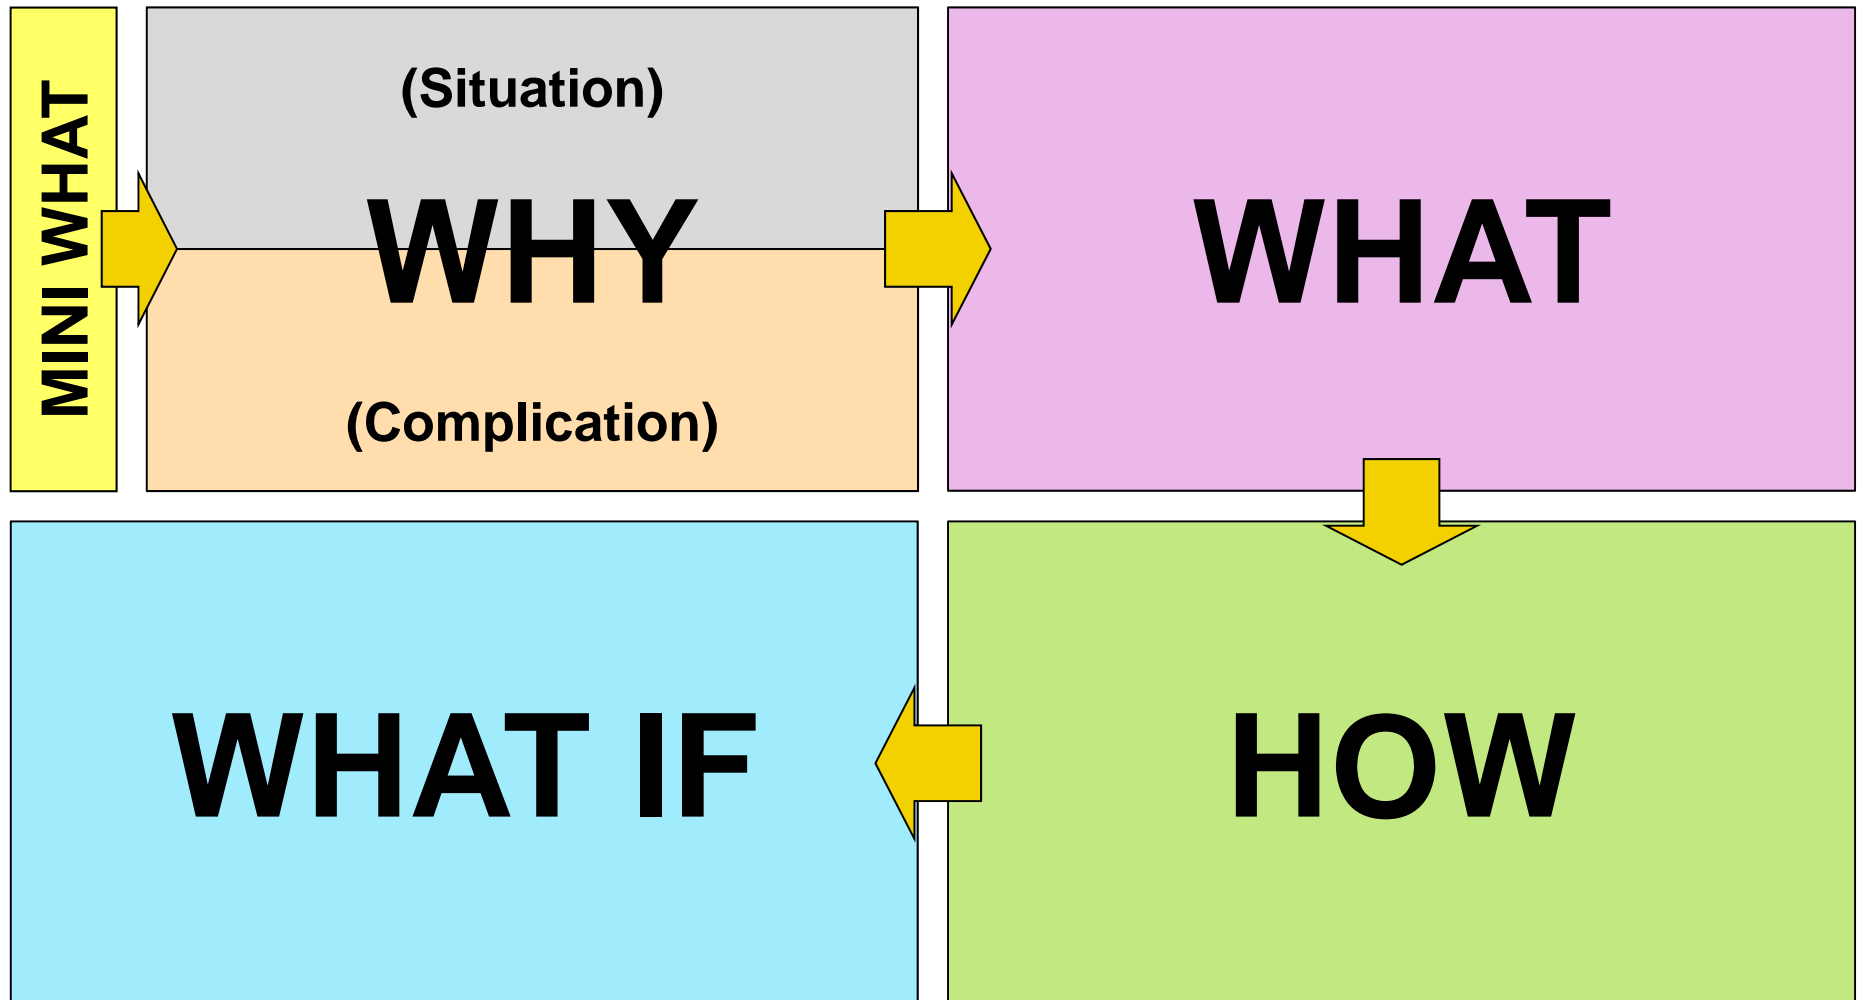 MINI WHAT
(Situation)
WHY
(Complication)
WHAT
HOW
WHAT IF